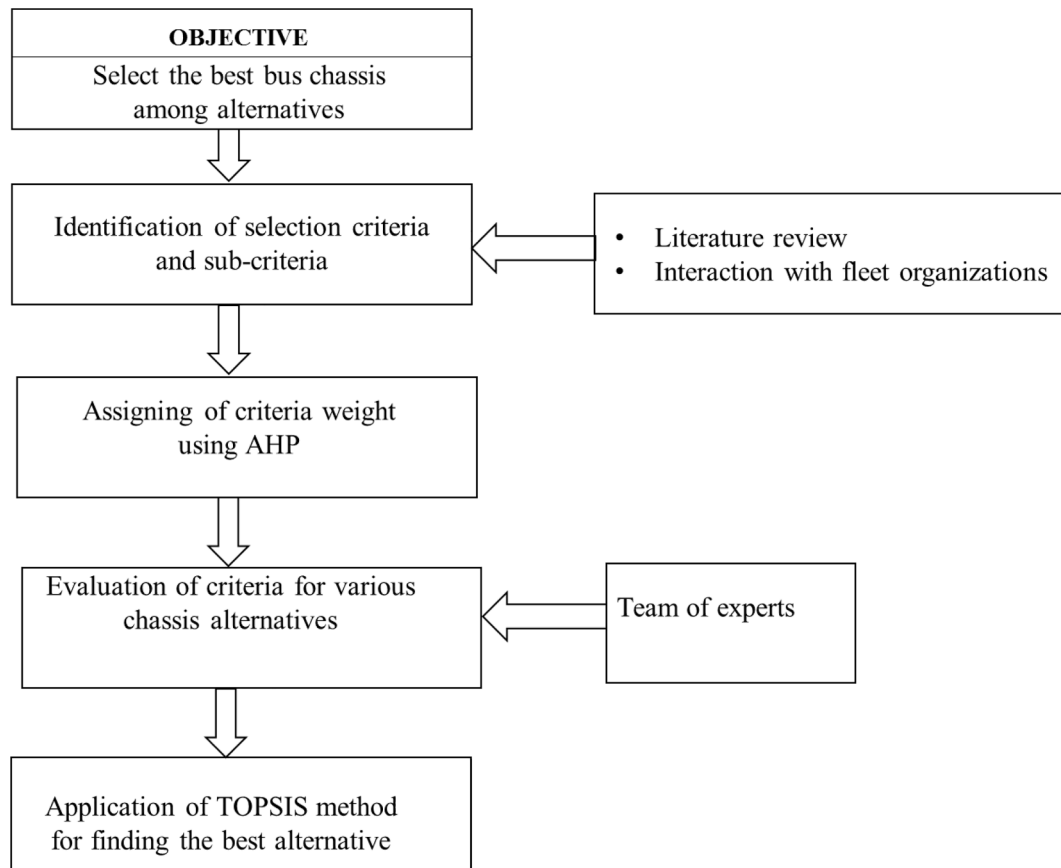 OBJECTIVE
Select the best bus chassis
among alternatives
Identification of selection criteria
and sub-criteria
• Literature review
• Interaction with fleet organizations
Assigning of criteria weight
using AHP
Evaluation of criteria for various
chassis alternatives
Team of experts
Application of TOPSIS method
for finding the best alternative